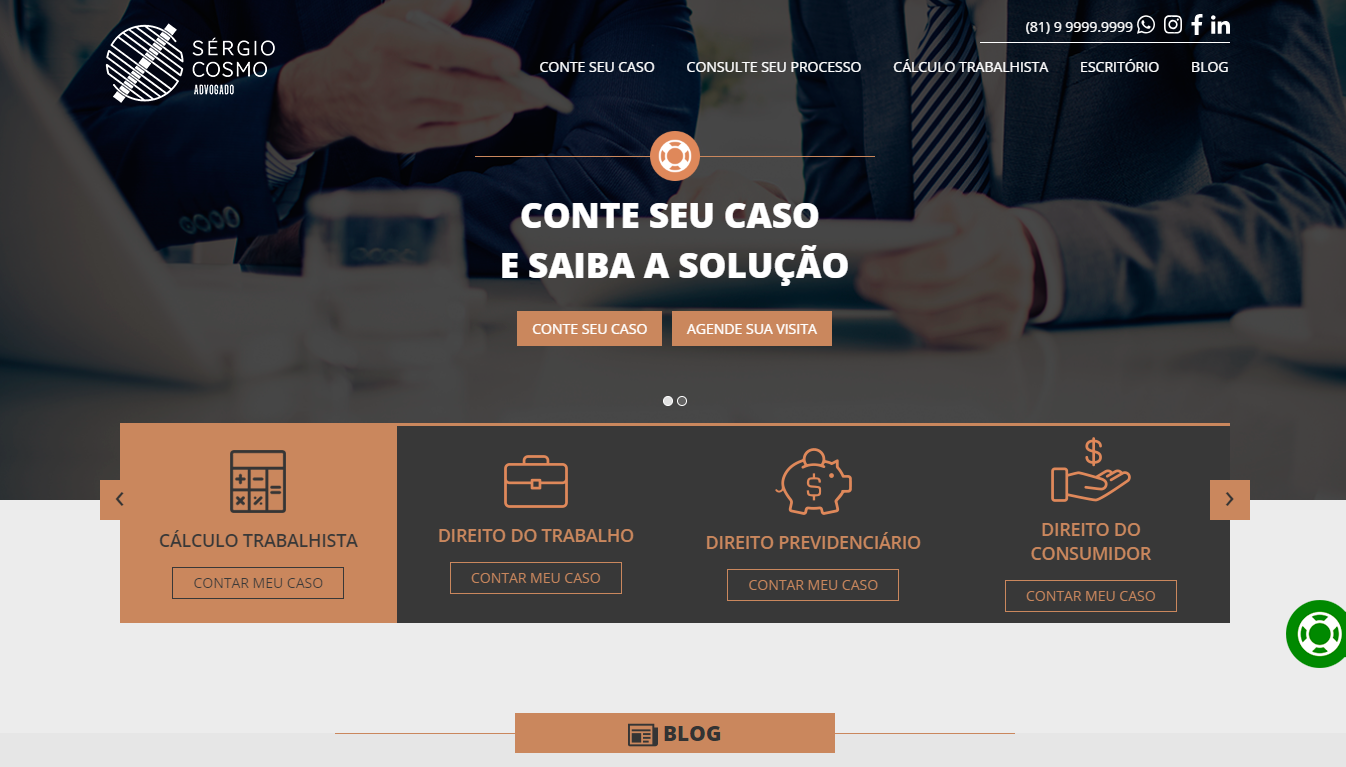 SÉRGIO
COSMO
ADVOGADO
(81) 9 9999.9999
CONTE SEU CASO
CONSULTE SEU PROCESSO
CÁLCULO TRABALHISTA
ESCRITÓRIO
BLOG
CONTE SEU CASO
E SAIBA A SOLUÇÃO
CONTE SEU CASO
AGENDE SUA VISITA
CÁLCULO TRABALHISTA
CONTAR MEU CASO
DIREITO DO TRABALHO
CONTAR MEU CASO
DIREITO PREVIDENCIÁRIO
CONTAR MEU CASO
DIREITO DO
CONSUMIDOR
CONTAR MEU CASO
BLOG